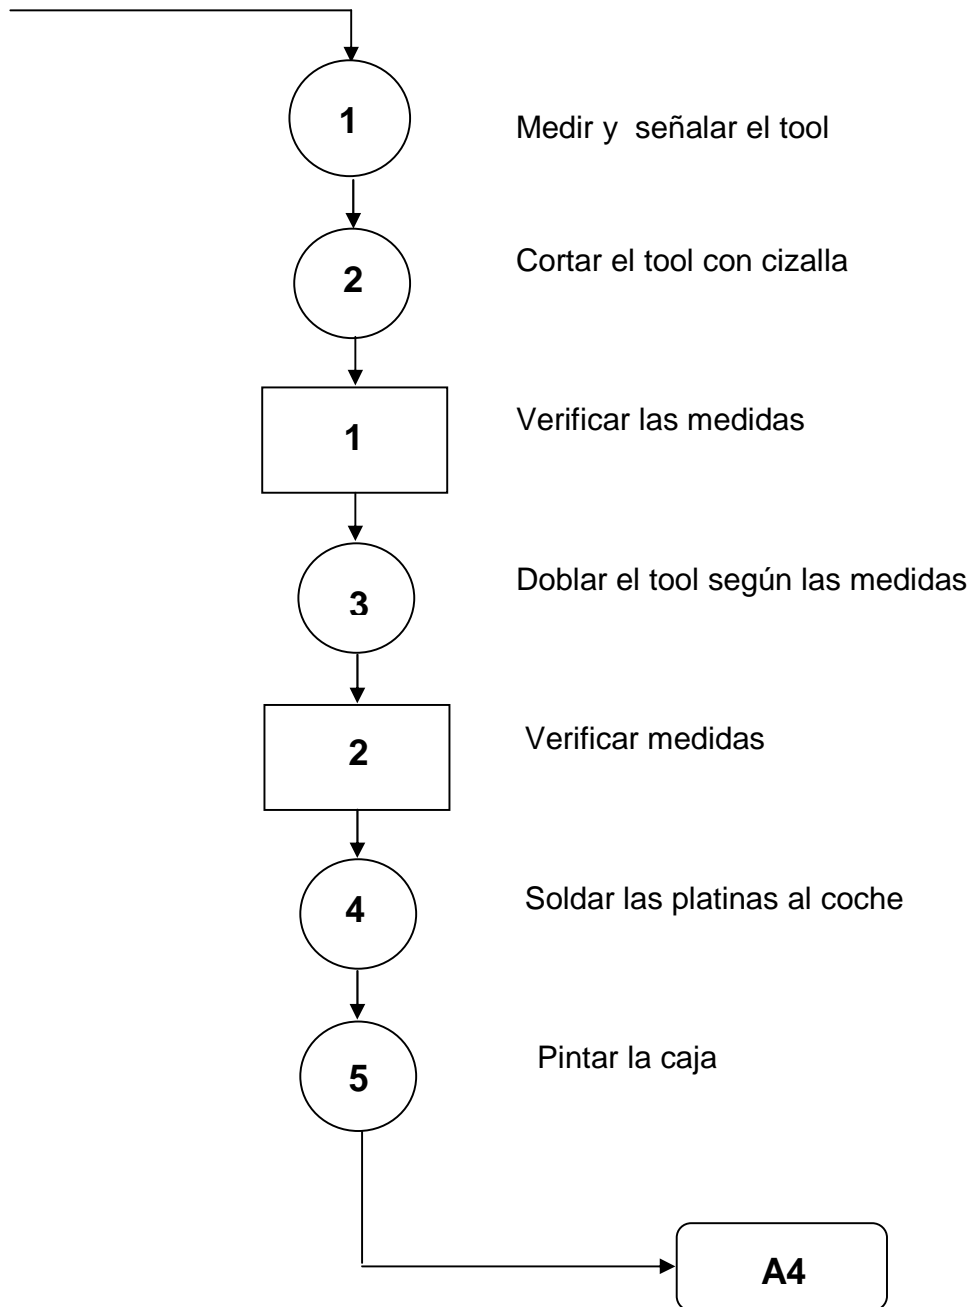 1
Medir y señalar el tool
2
Cortar el tool con cizalla
1
Verificar las medidas
3
Doblar el tool según las medidas
2
Verificar medidas
4
Soldar las platinas al coche
5
Pintar la caja
A4